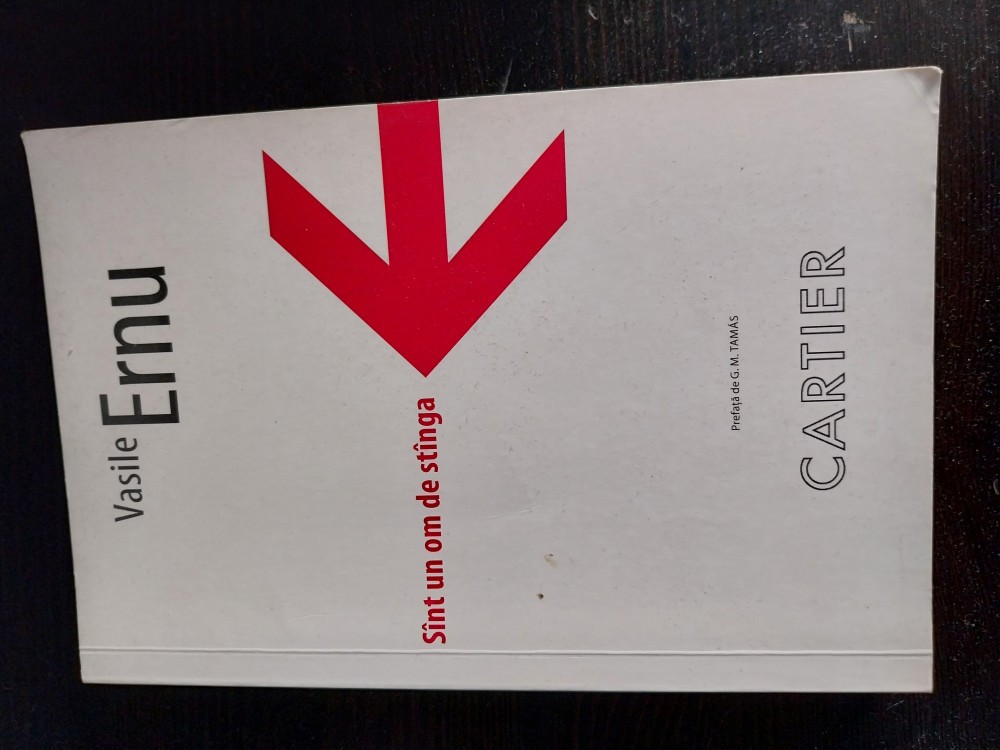 Vasile
Ernu
Sînt un om de stînga
Prefață de G. M. TAMÁS
CARTIER